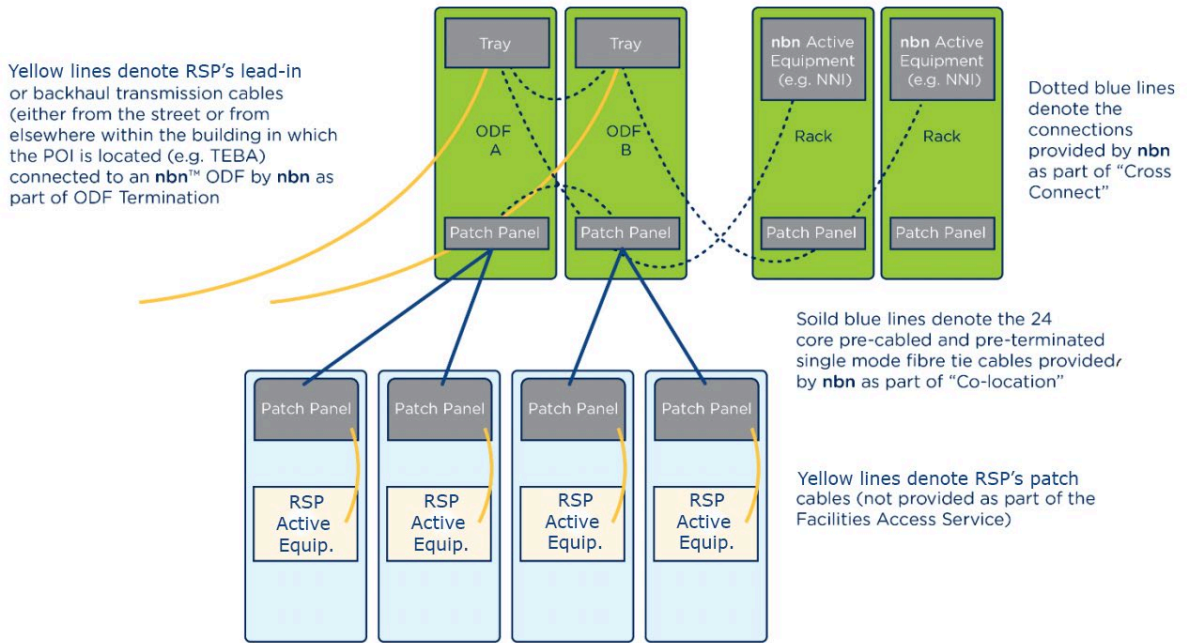 Tray
Tray
nbn Active
Equipment
(e.g. NNI)
nbn Active
Equipment
(e.g. NNI)
Yellow lines denote RSP's lead-in
or backhaul transmission cables
(either from the street or from
elsewhere within the building in which
the POI is located (e.g. TEBA)
connected to an nbn™ ODF by nbn as
part of ODF Termination
ODF
A
ODF
B
Rack
Rack
Dotted blue lines
denote the
connections
provided by nbn
as part of “Cross
Connect”
Patch Panel
Patch Panel
Patch Panel
Patch Panel
Soild blue lines denote the 24
core pre-cabled and pre-terminated
single mode fibre tie cables provided,
by nbn as part of “Co-location”
Patch Panel
Patch Panel
Patch Panel
Patch Panel
RSP
Active
Equip.
RSP
Active
Equip.
RSP
Active
Equip.
RSP
Active
Equip.
Yellow lines denote RSP's patch
cables (not provided as part of the
Facilities Access Service)